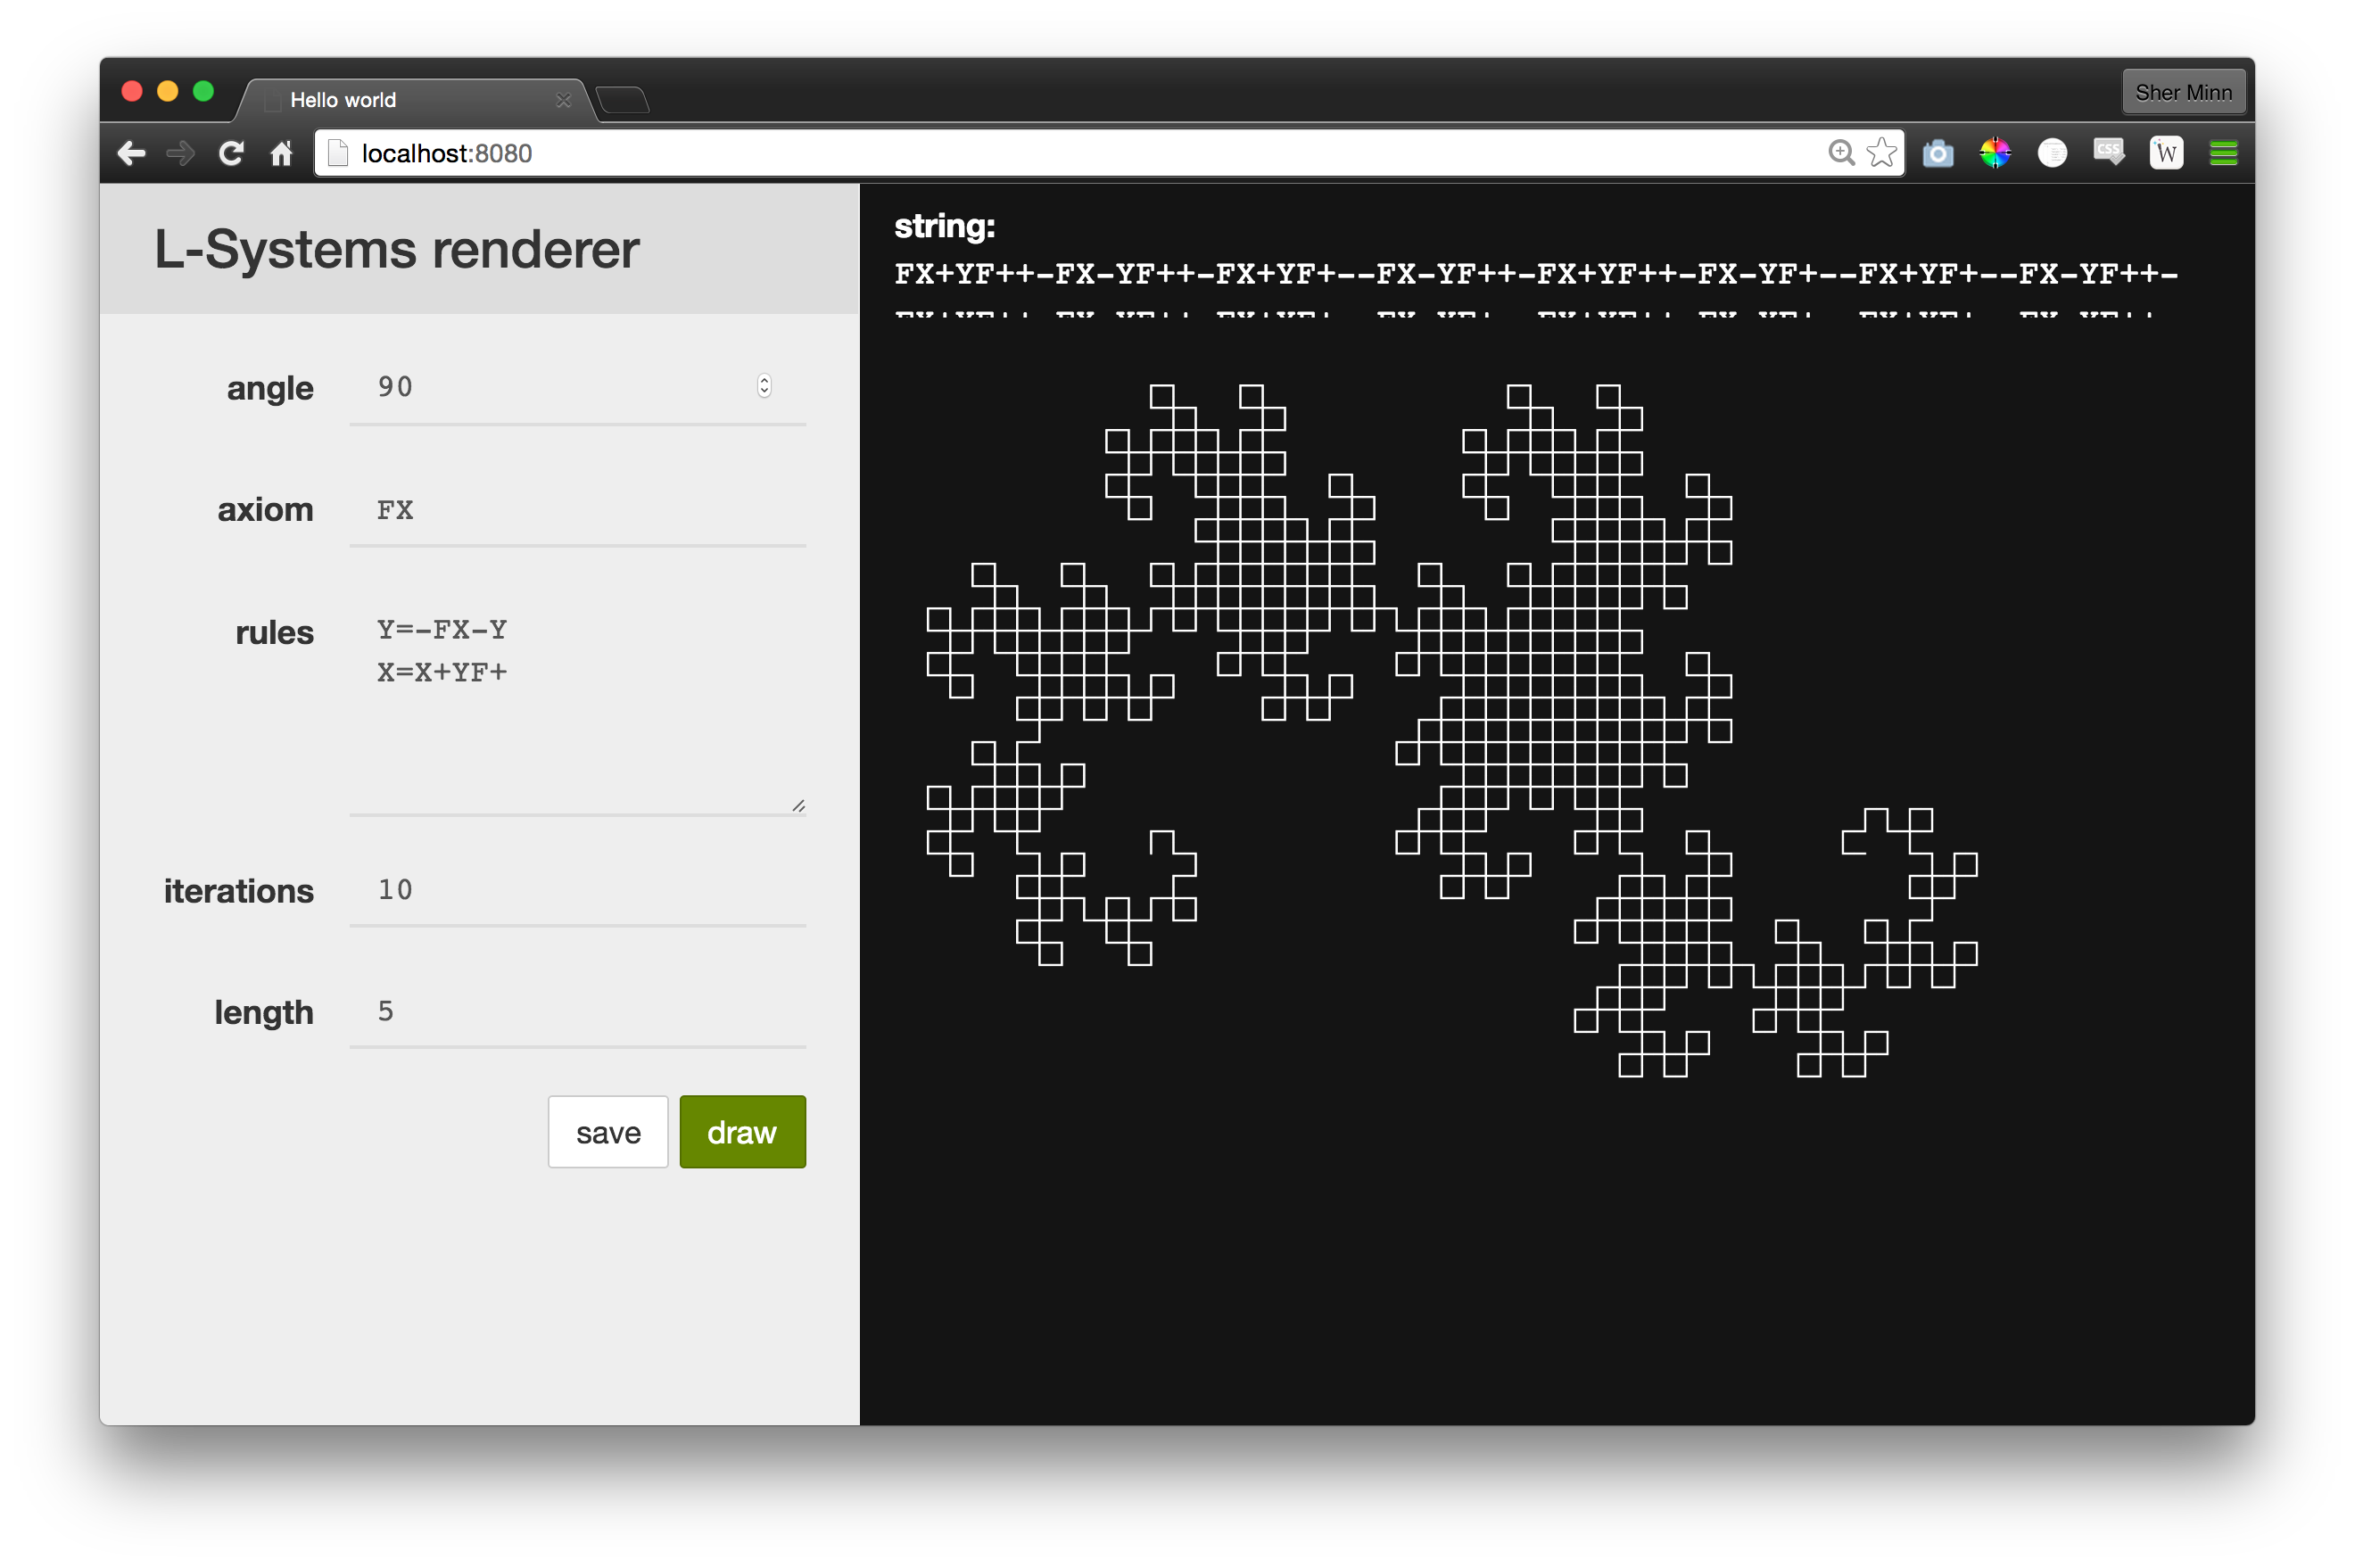 Hello world
Sher Minn
localhost:8080
CSS
W
L-Systems renderer
string:
FX+YF++-FX-YF++-FX+YF+--FX-YF++-FX+YF++-FX-YF+--FX+YF+--FX-YF++-
angle 90
axiom FX
rules Y=-FX-Y
X=X+YF+
iterations 10
length 5
save draw